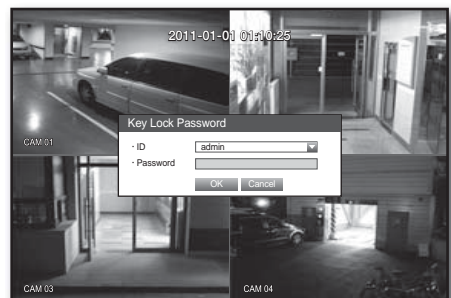 2011-01-01 01:10:25
CAM 01
Key Lock Password
· ID admin
· Password
OK Cancel
CAM 03
CAM 04